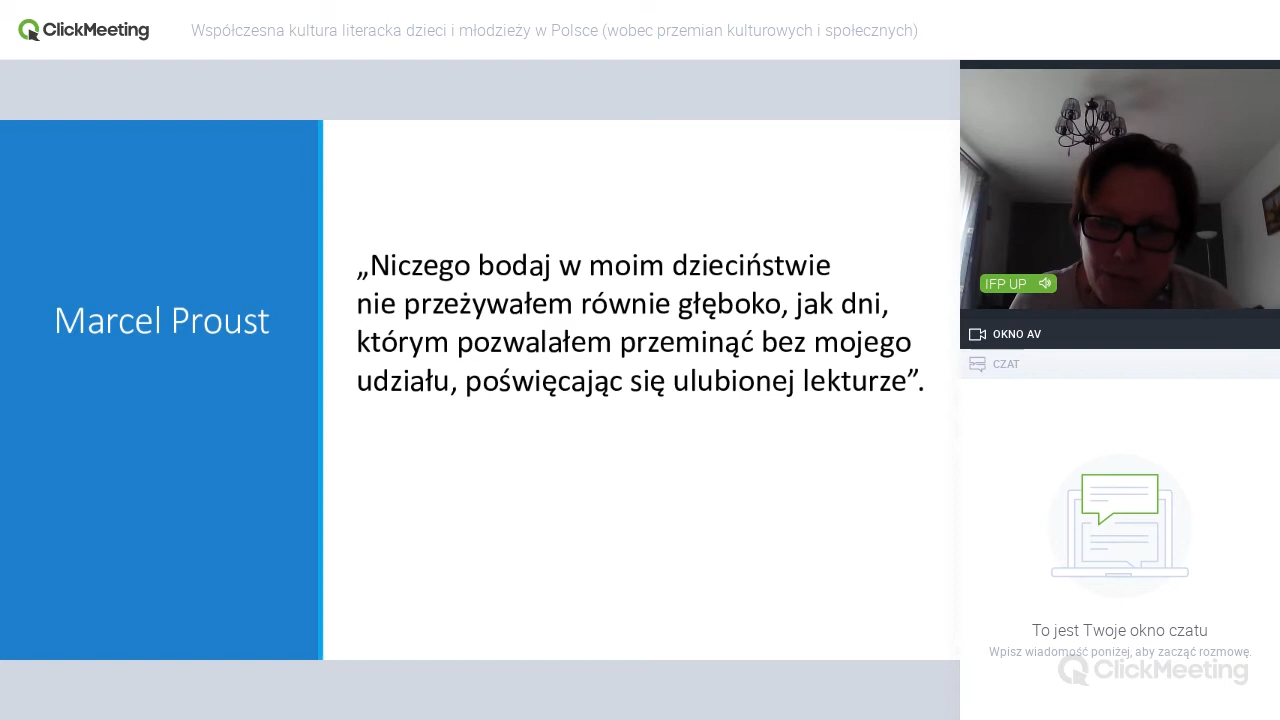 ClickMeeting
Współczesna kultura literacka dzieci i młodzieży w Polsce (wobec przemian kulturowych i społecznych)
Marcel Proust
„Niczego bodaj w moim dzieciństwie
nie przeżywałem równie głęboko, jak dni,
którym pozwalałem przeminąć bez mojego
udziału, poświęcając się ulubionej lekturze”.
IFP UP
OKNO AV
CZAT
To jest Twoje okno czatu
Wpisz wiadomość poniżej, aby zacząć rozmowę.
ClickMeeting